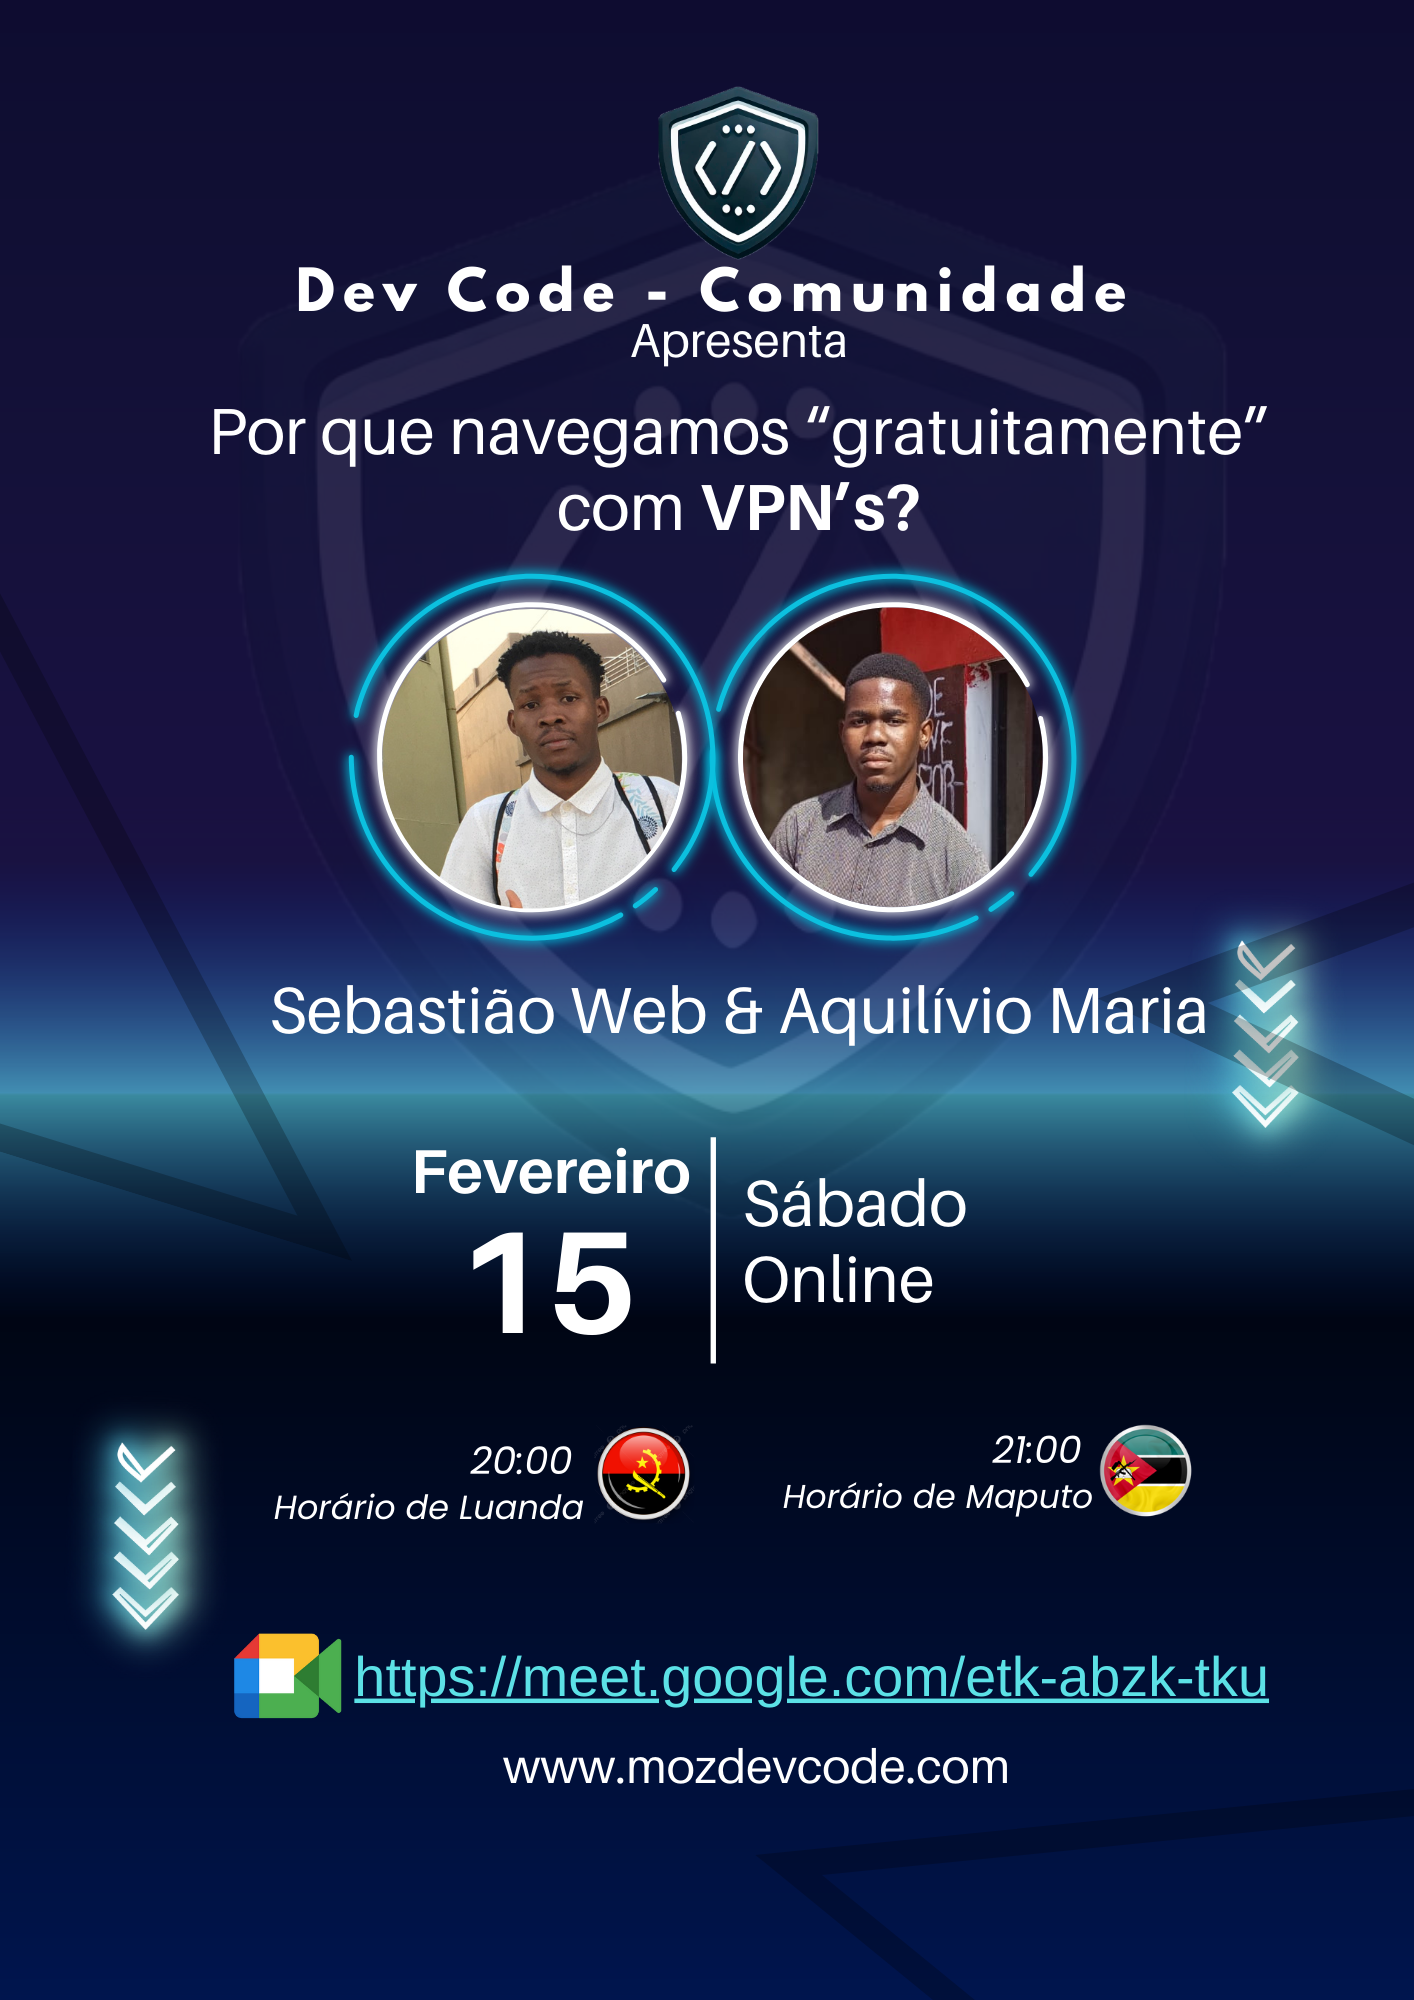 Dev Code - Comunidade
Apresenta
Por que navegamos “gratuitamente”
com VPN’s?
Sebastião Web & Aquilívio Maria
Fevereiro
15
Sábado
Online
20:00
Horário de Luanda
21:00
Horário de Maputo
https://meet.google.com/etk-abzk-tku
www.mozdevcode.com